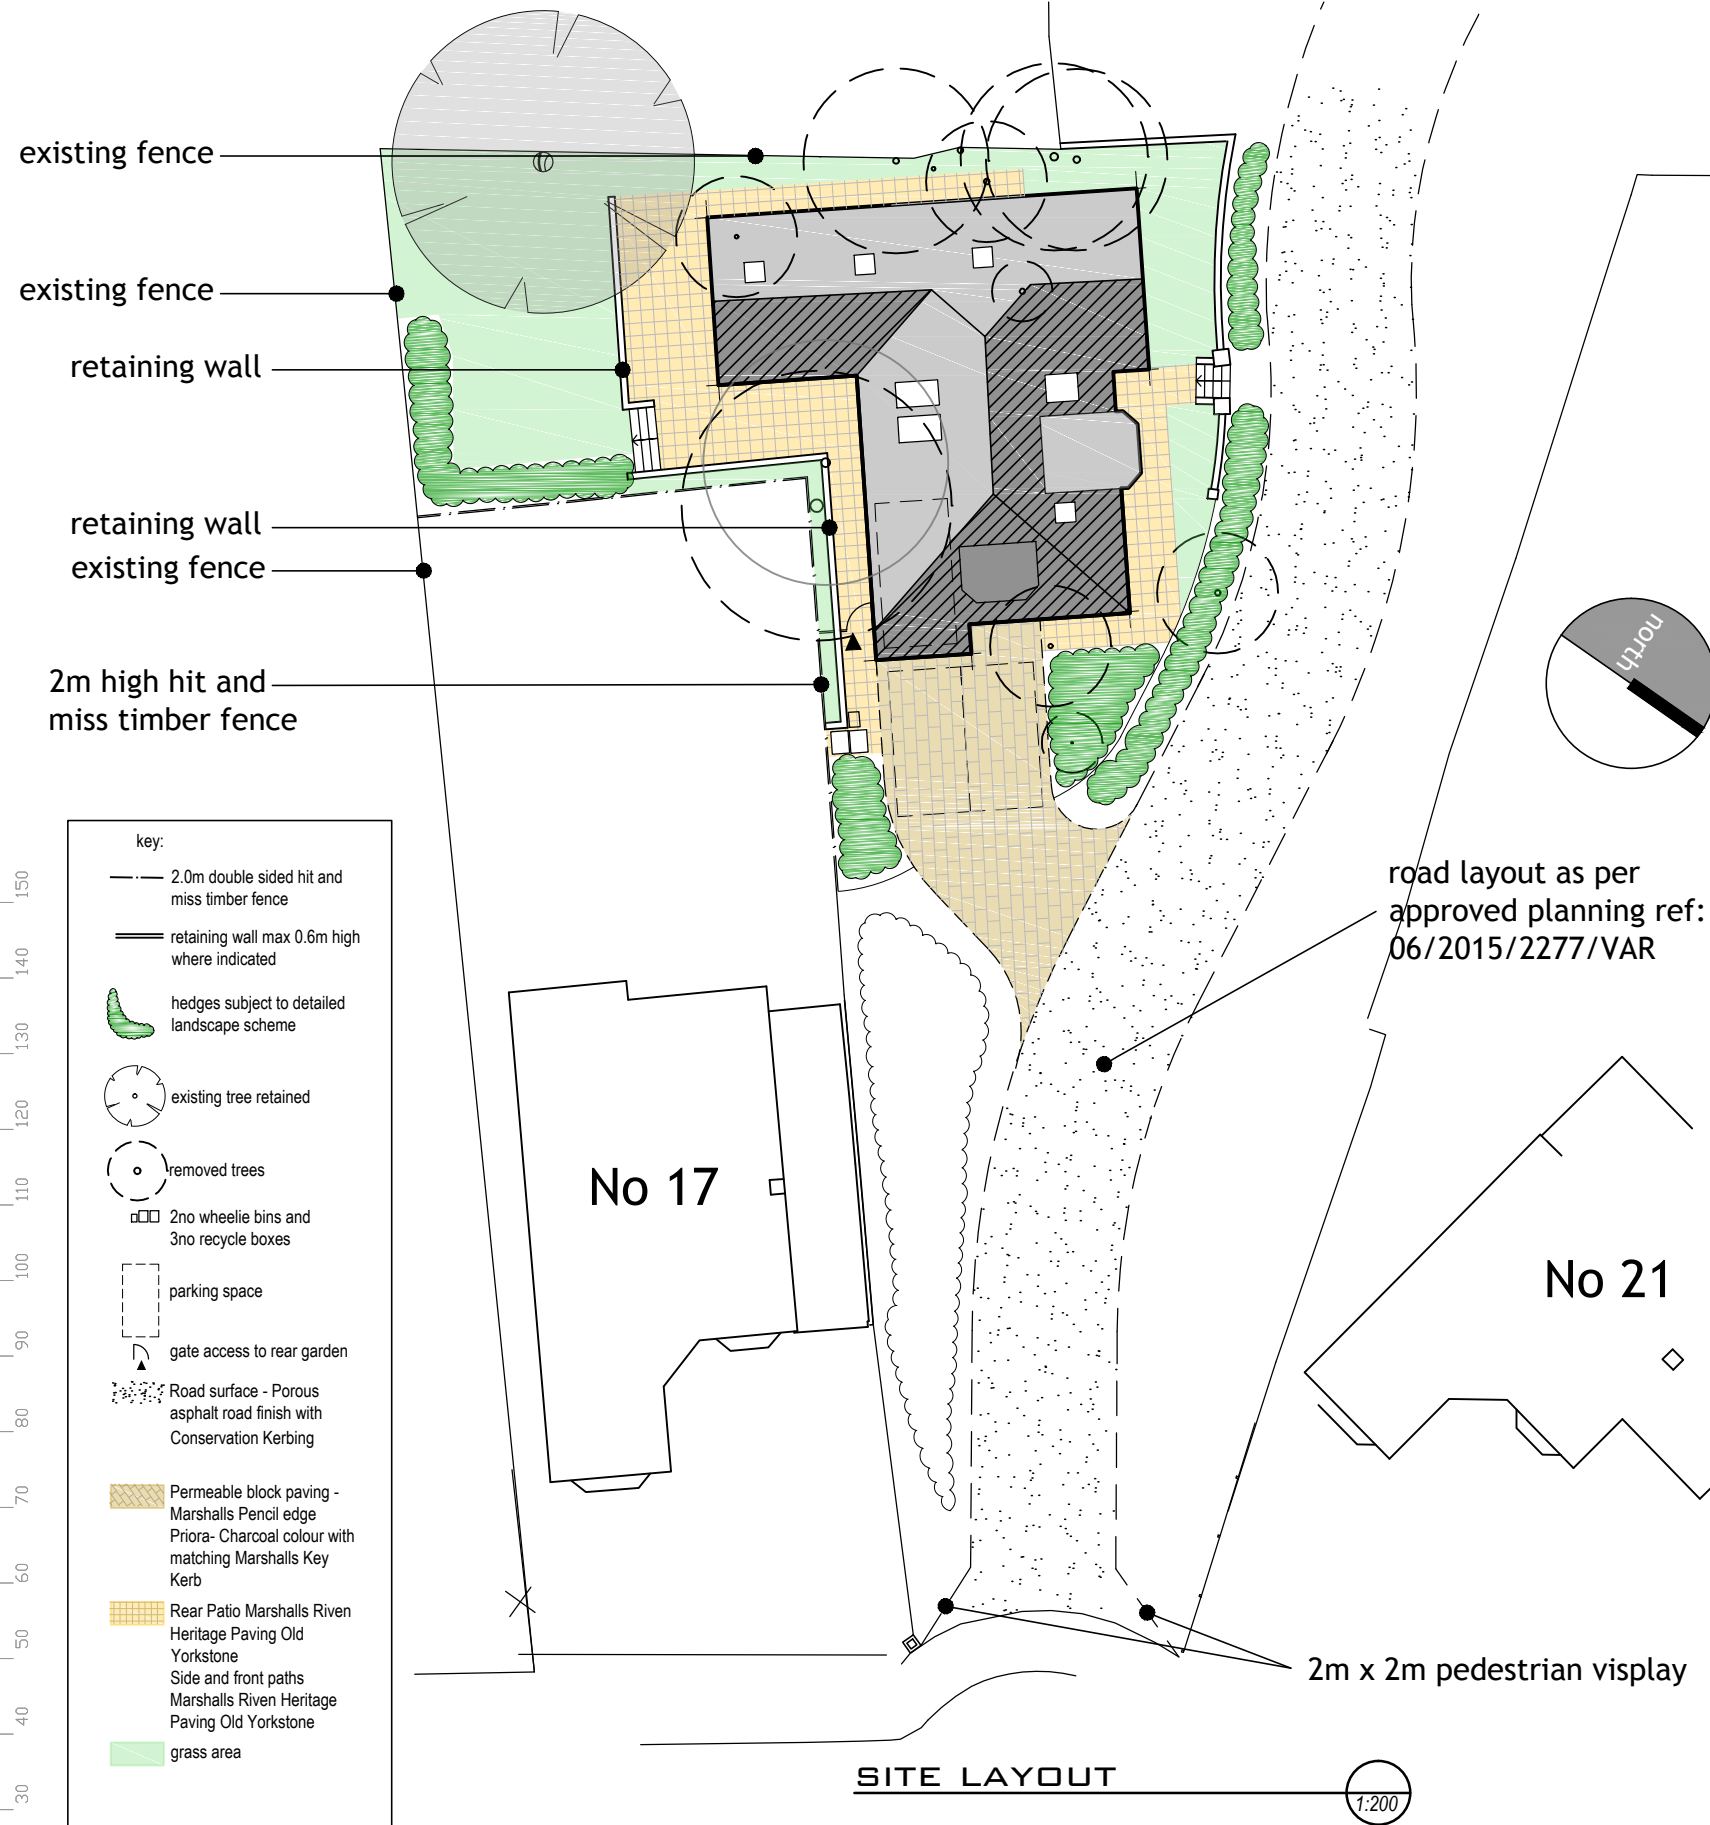 existing fence
existing fence
retaining wall
retaining wall
existing fence
2m high hit and
miss timber fence
north
road layout as per
approved planning ref:
06/2015/2277/VAR
key:
2.0m double sided hit and
miss timber fence
retaining wall max 0.6m high
where indicated
hedges subject to detailed
landscape scheme
existing tree retained
removed trees
2no wheelie bins and
3no recycle boxes
parking space
gate access to rear garden
Road surface - Porous
asphalt road finish with
Conservation Kerbing
Permeable block paving -
Marshalls Pencil edge
Priora- Charcoal colour with
matching Marshalls Key
Kerb
Rear Patio Marshalls Riven
Heritage Paving Old
Yorkstone
Side and front paths
Marshalls Riven Heritage
Paving Old Yorkstone
grass area
150
140
130
120
110
100
90
80
70
60
50
40
30
No 17
No 21
2m x 2m pedestrian visplay
SITE LAYOUT
1:200